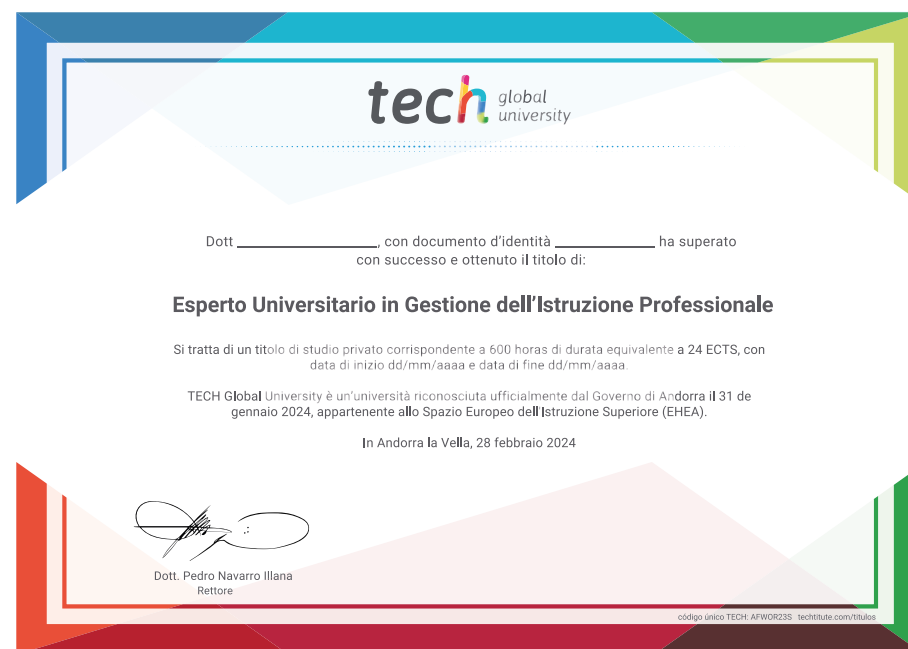 tech global
university
Dott ________________, con documento d'identità ____________ ha superato
con successo e ottenuto il titolo di:
Esperto Universitario in Gestione dell'Istruzione Professionale
Si tratta di un titolo di studio privato corrispondente a 600 horas di durata equivalente a 24 ECTS, con
data di inizio dd/mm/aaaa e data di fine dd/mm/aaaa.
TECH Global University è un'università riconosciuta ufficialmente dal Governo di Andorra il 31 de
gennaio 2024, appartenente allo Spazio Europeo dell'Istruzione Superiore (EHEA).
In Andorra la Vella, 28 febbraio 2024
Dott. Pedro Navarro Illana
Rettore
código único TECH: AFWOR23S techtitute.com/titulos